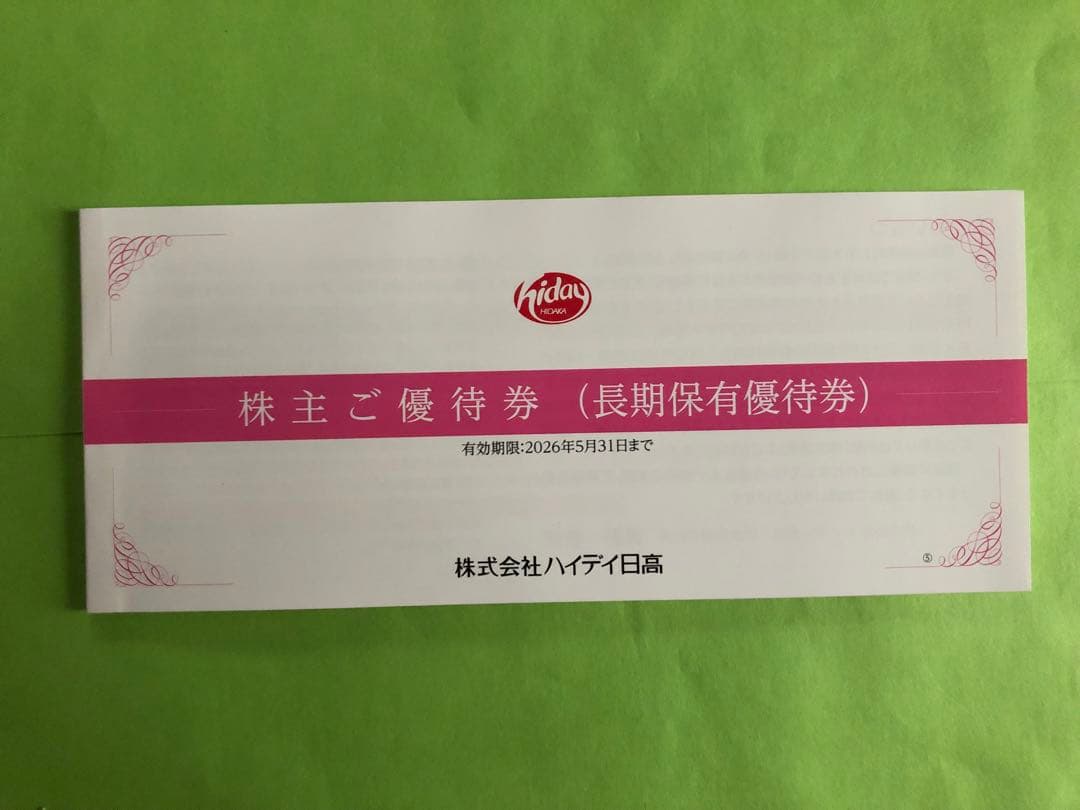 hiday
HIDAKA
株主ご優待券（長期保有優待券）
有効期限：2026年5月31日まで
株式会社ハイデイ日高
⑤